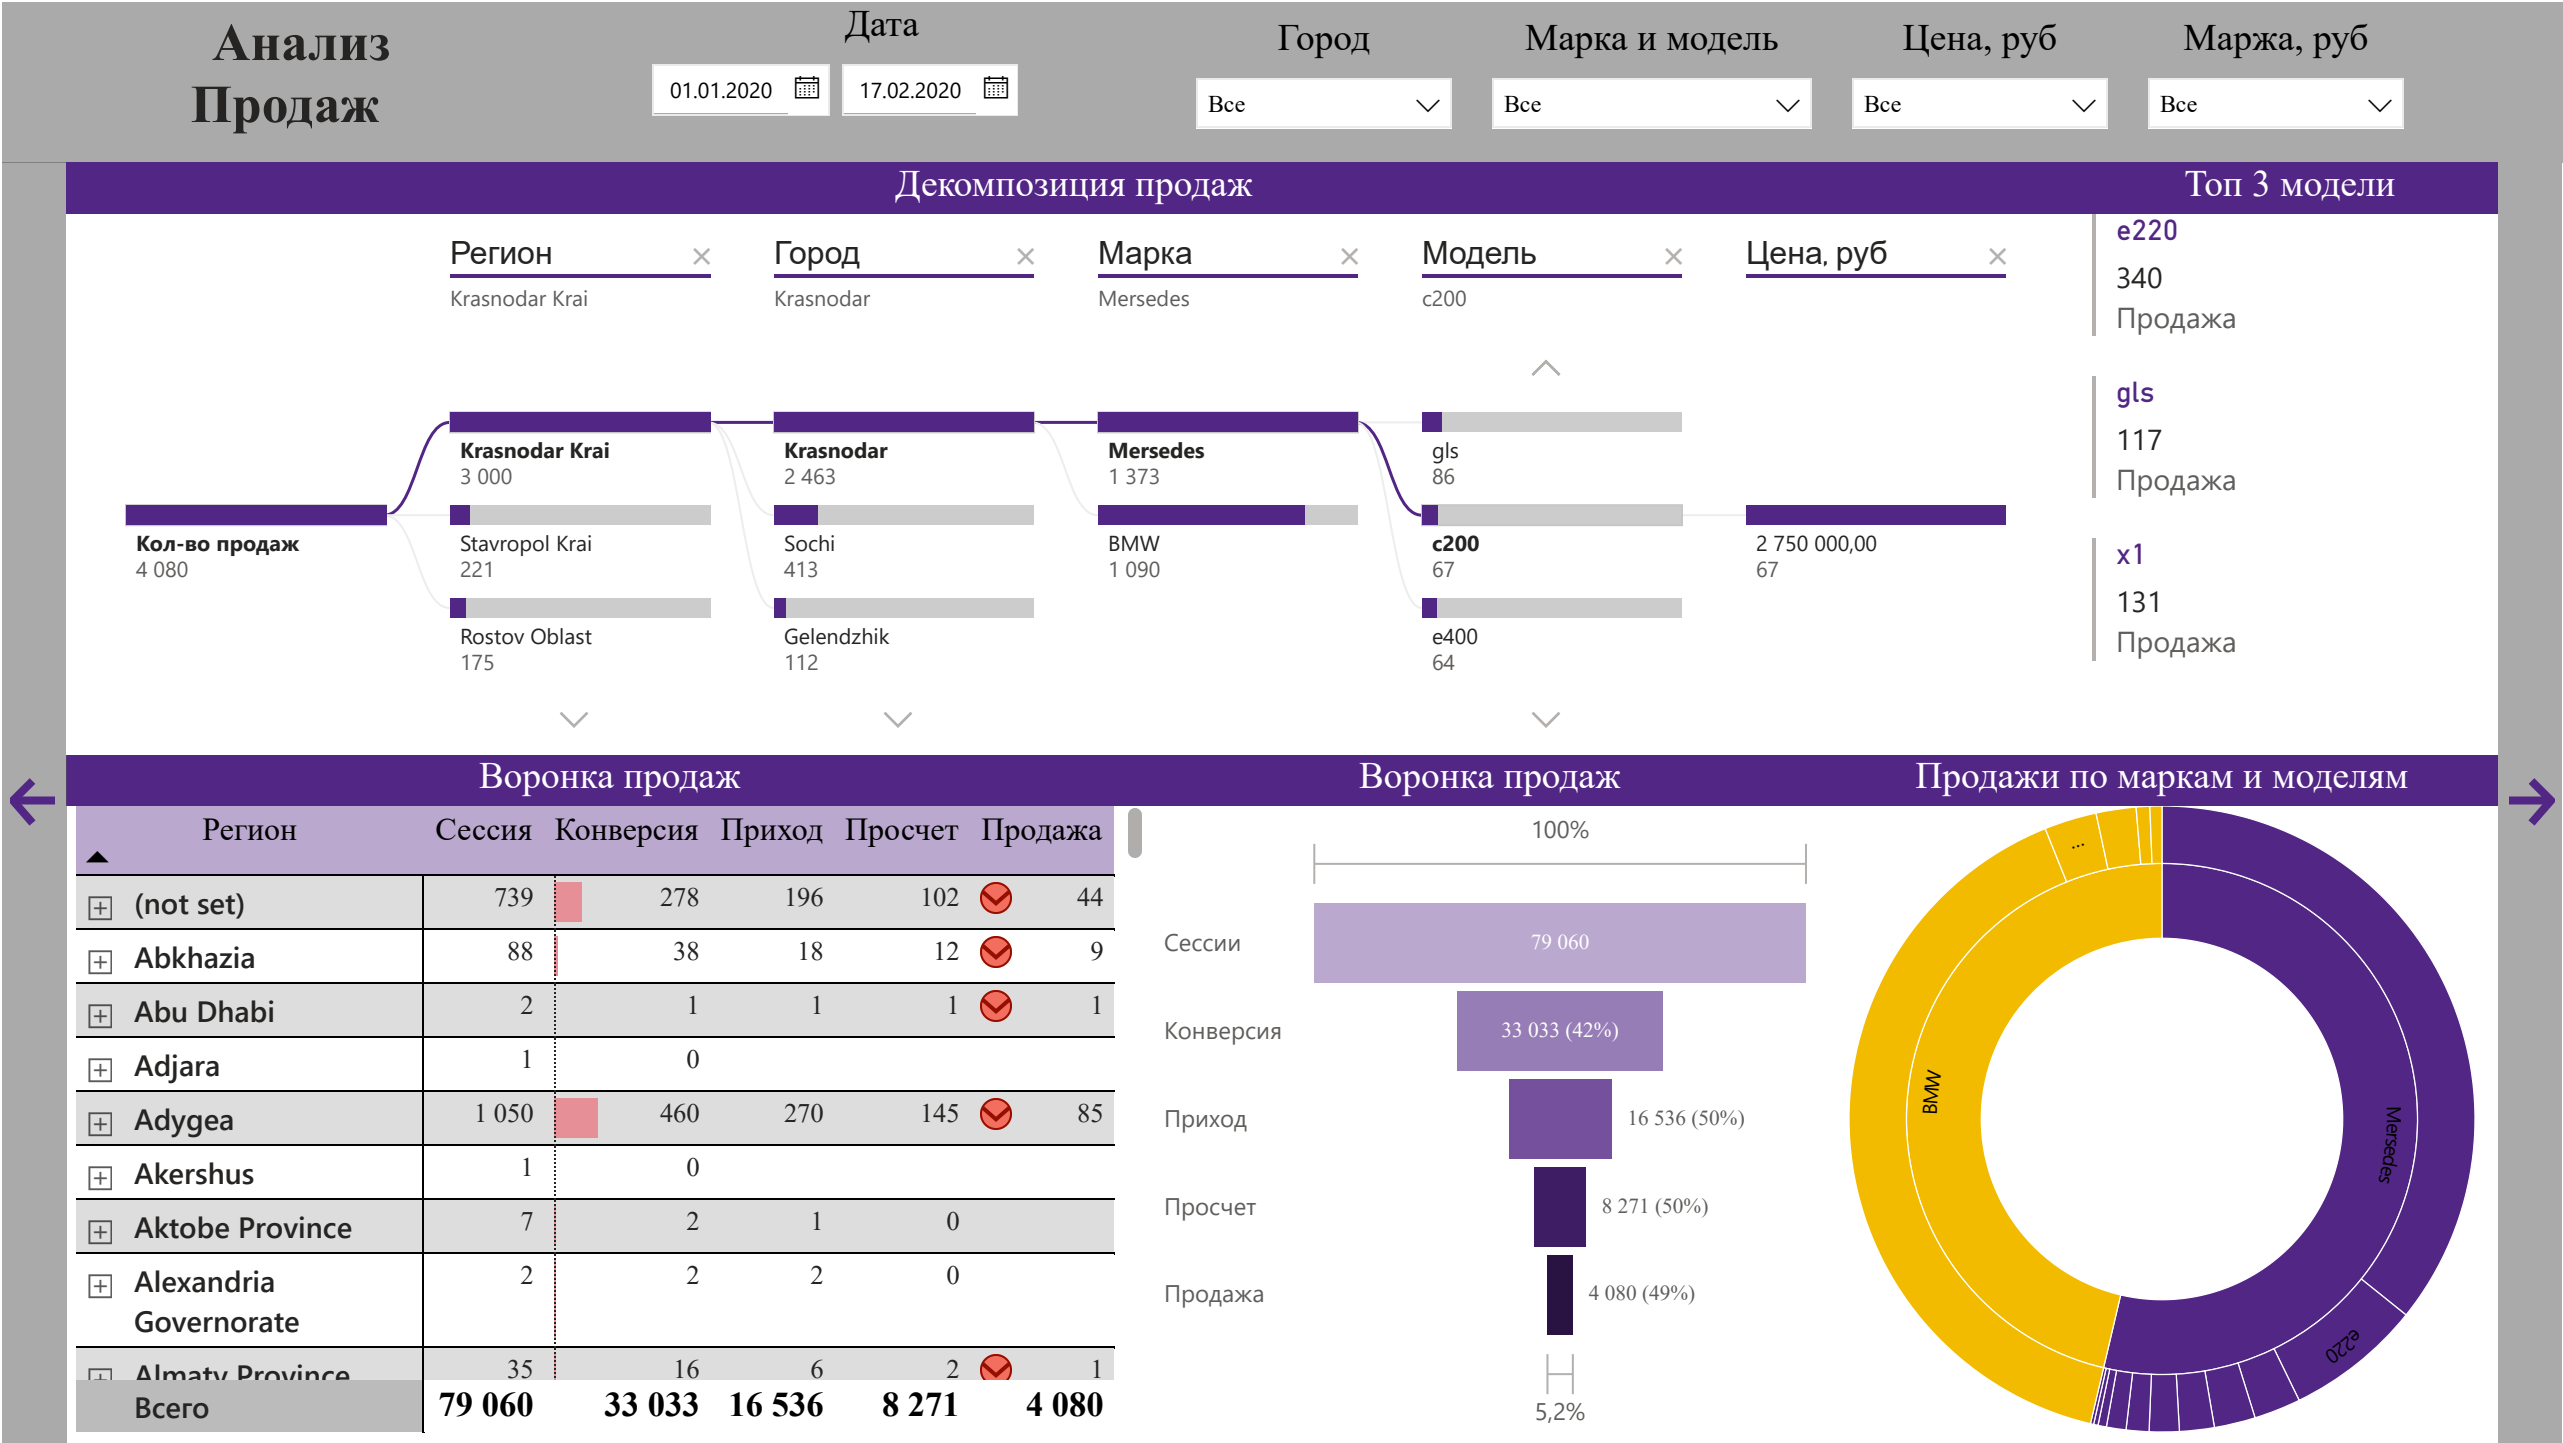 Анализ
Продаж
Дата
01.01.2020
17.02.2020
Город
Все
Марка и модель
Все
Цена, руб
Все
Маржа, руб
Все
Декомпозиция продаж
Топ 3 модели
Регион
Krasnodar Krai
Город
Krasnodar
Марка
Mersedes
Модель
c200
Цена, руб
Кол-во продаж
4 080
Krasnodar Krai
3 000
Stavropol Krai
221
Rostov Oblast
175
Krasnodar
2 463
Sochi
413
Gelendzhik
112
Mersedes
1 373
BMW
1 090
gls
86
c200
67
e400
64
2 750 000,00
67
e220
340
Продажа
gls
117
Продажа
x1
131
Продажа
Воронка продаж
Воронка продаж
Продажи по маркам и моделям
Регион Сессия Конверсия Приход Просчет Продажа
(not set) 739 278 196 102 44
Abkhazia 88 38 18 12 9
Abu Dhabi 2 1 1 1 1
Adjara 1 0
Adygea 1 050 460 270 145 85
Akershus 1 0
Aktobe Province 7 2 1 0
Alexandria 2 2 2 0
Governorate
Almaty Province 35 16 6 2 1
Всего 79 060 33 033 16 536 8 271 4 080
100%
Сессии 79 060
Конверсия 33 033 (42%)
Приход 16 536 (50%)
Просчет 8 271 (50%)
Продажа 4 080 (49%)
5,2%
...
BMW
Mersedes
e220